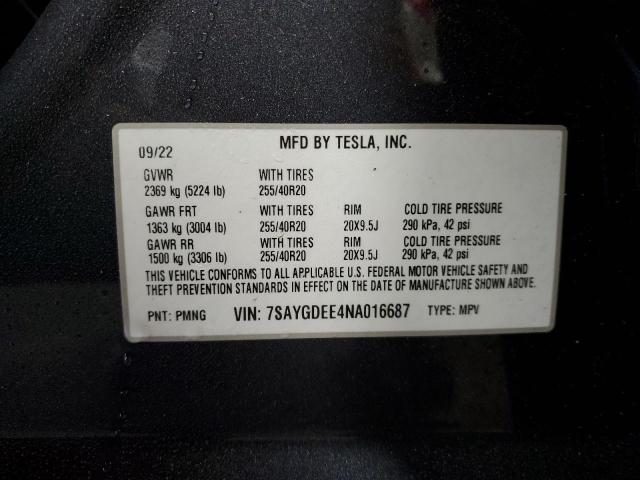 MFD BY TESLA, INC.
09/22
GVWR WITH TIRES
2369 kg (5224 lb) 255/40R20
GAWR FRT WITH TIRES RIM COLD TIRE PRESSURE
1363 kg (3004 lb) 255/40R20 20X9.5J 290 kPa, 42 psi
GAWR RR WITH TIRES RIM COLD TIRE PRESSURE
1500 kg (3306 lb) 255/40R20 20X9.5J 290 kPa, 42 psi
THIS VEHICLE CONFORMS TO ALL APPLICABLE U.S. FEDERAL MOTOR VEHICLE SAFETY AND
THEFT PREVENTION STANDARDS IN EFFECT ON THE DATE OF MANUFACTURE SHOWN ABOVE.
PNT: PMNG VIN: 7SAYGDEE4NA016687 TYPE: MPV